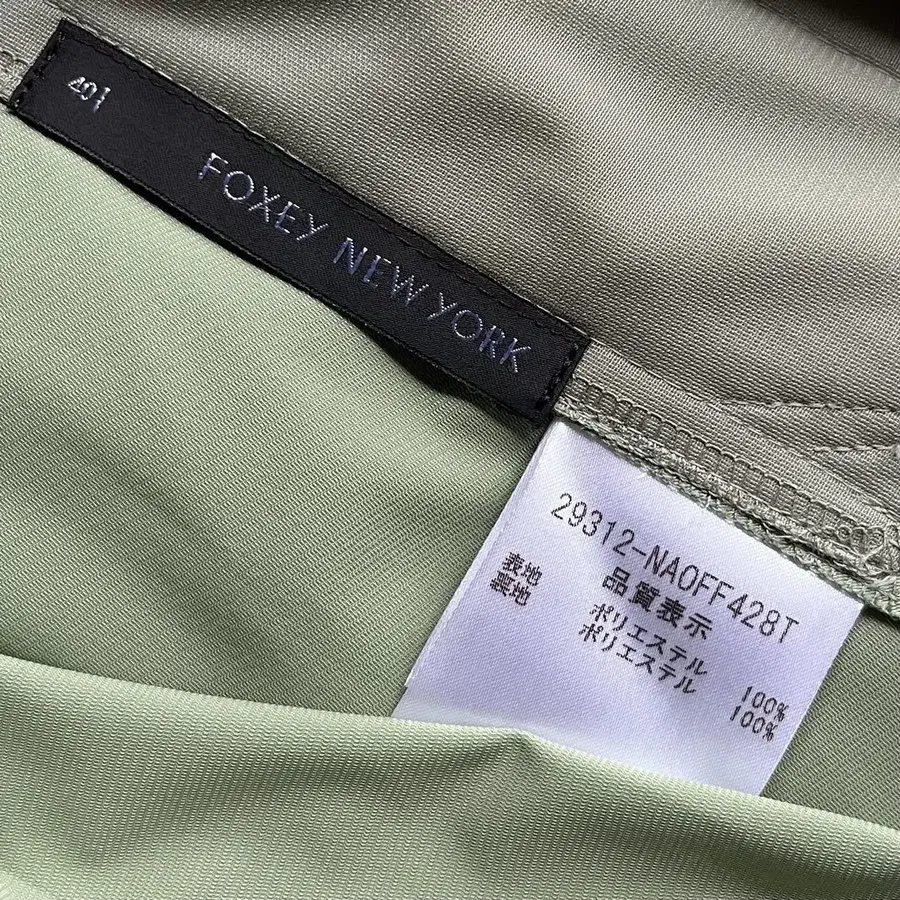 40
FOXEY NEW YORK
29312-NAOFF428T
品質表示
表地 ポリエステル 100%
裏地 ポリエステル 100%